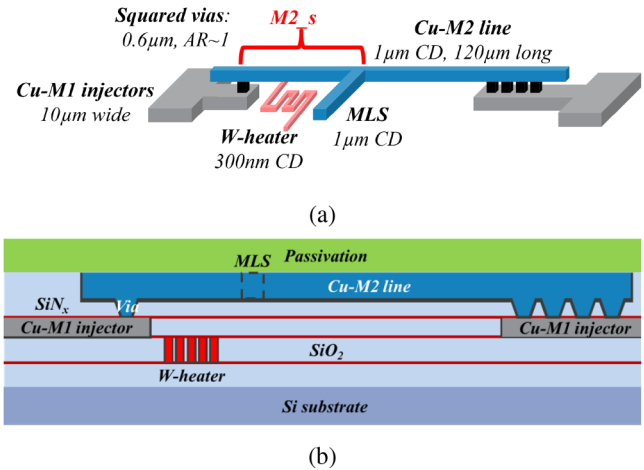 Squared vias:
0.6µm, AR~1
M2_s
Cu-M2 line
1µm CD, 120µm long
Cu-M1 injectors
10µm wide
W-heater
300nm CD
MLS
1µm CD
(a)
Passivation
MLS
Cu-M2 line
SiNx
Via
Cu-M1 injector
Cu-M1 injector
SiO2
W-heater
Si substrate
(b)